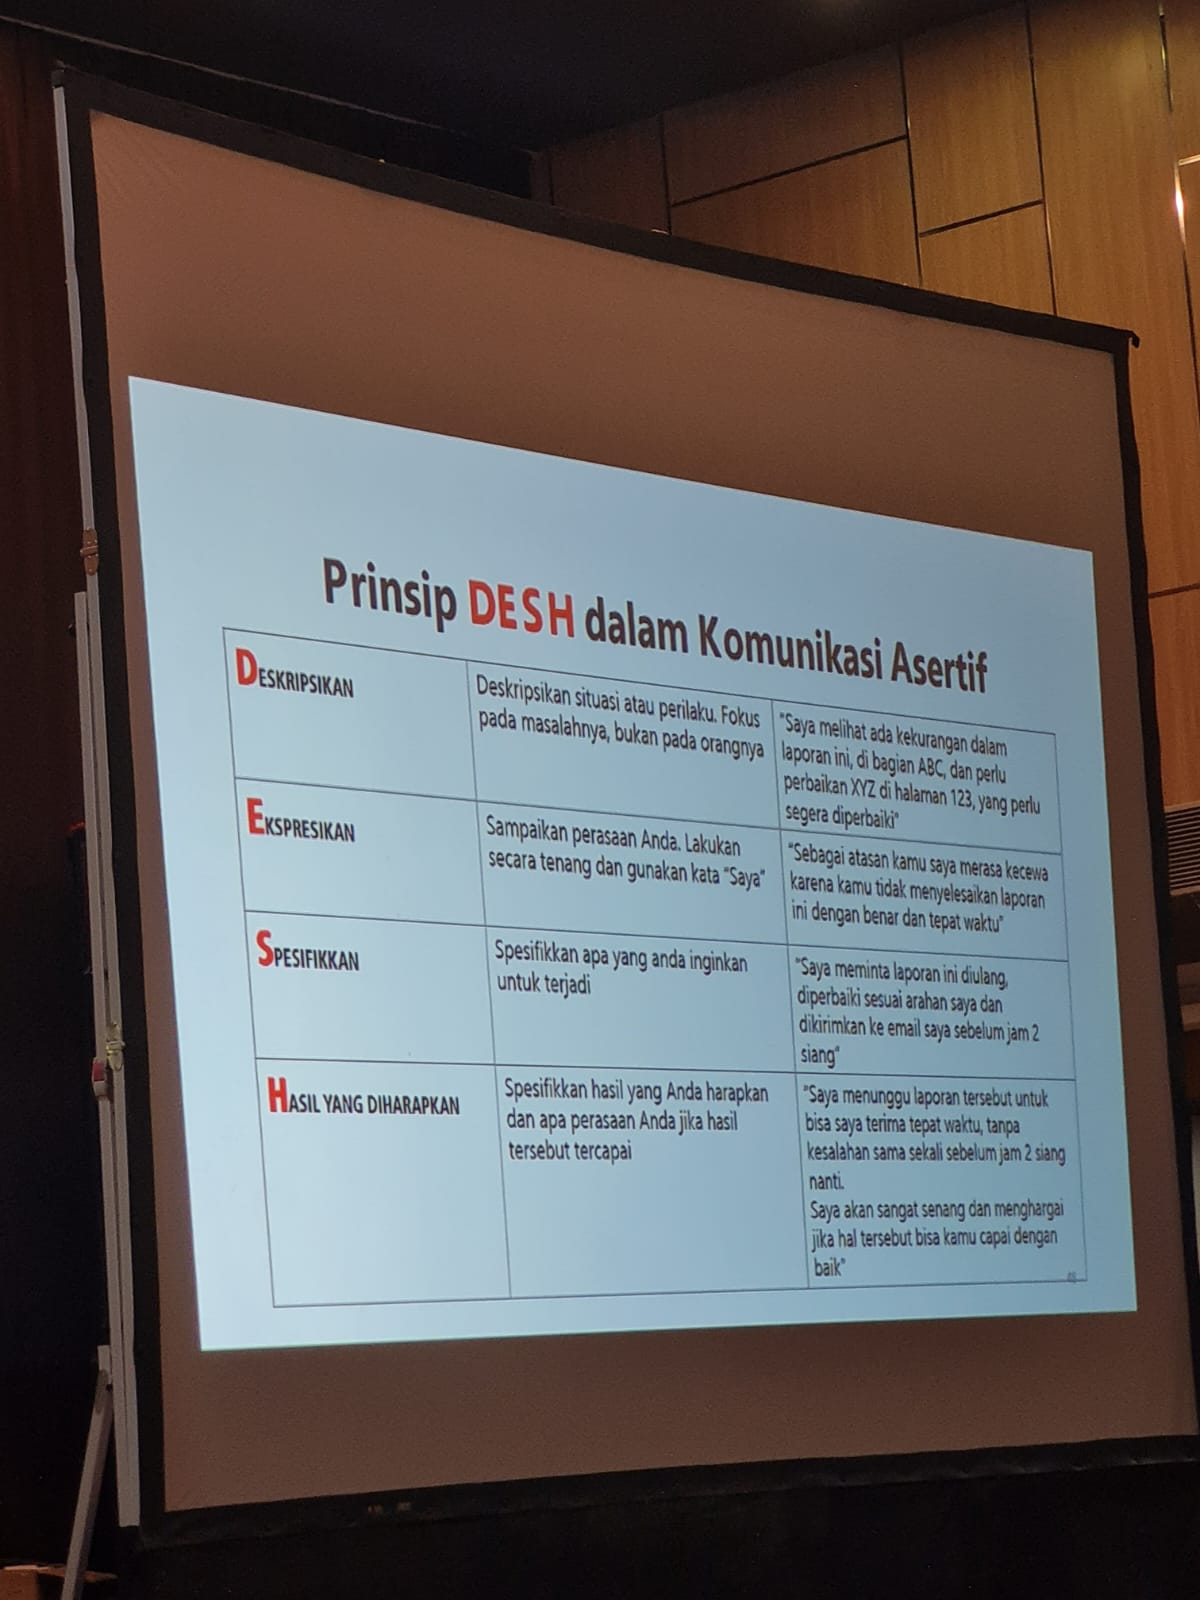 Prinsip DESH dalam Komunikasi Asertif
DESKRIPSIKAN
Deskripsikan situasi atau perilaku. Fokus
pada masalahnya, bukan pada orangnya
"Saya melihat ada kekurangan dalam
laporan ini, di bagian ABC, dan perlu
perbaikan XYZ di halaman 123, yang perlu
segera diperbaiki"
EKSPRESIKAN
Sampaikan perasaan Anda. Lakukan
secara tenang dan gunakan kata "Saya"
"Sebagai atasan kamu saya merasa kecewa
karena kamu tidak menyelesaikan laporan
ini dengan benar dan tepat waktu"
SPESIFIKKAN
Spesifikkan apa yang anda inginkan
untuk terjadi
"Saya meminta laporan ini diulang,
diperbaiki sesuai arahan saya dan
dikirimkan ke email saya sebelum jam 2
siang"
HASIL YANG DIHARAPKAN
Spesifikkan hasil yang Anda harapkan
dan apa perasaan Anda jika hasil
tersebut tercapai
"Saya menunggu laporan tersebut untuk
bisa saya terima tepat waktu, tanpa
kesalahan sama sekali sebelum jam 2 siang
nanti.
Saya akan sangat senang dan menghargai
jika hal tersebut bisa kamu capai dengan
baik"